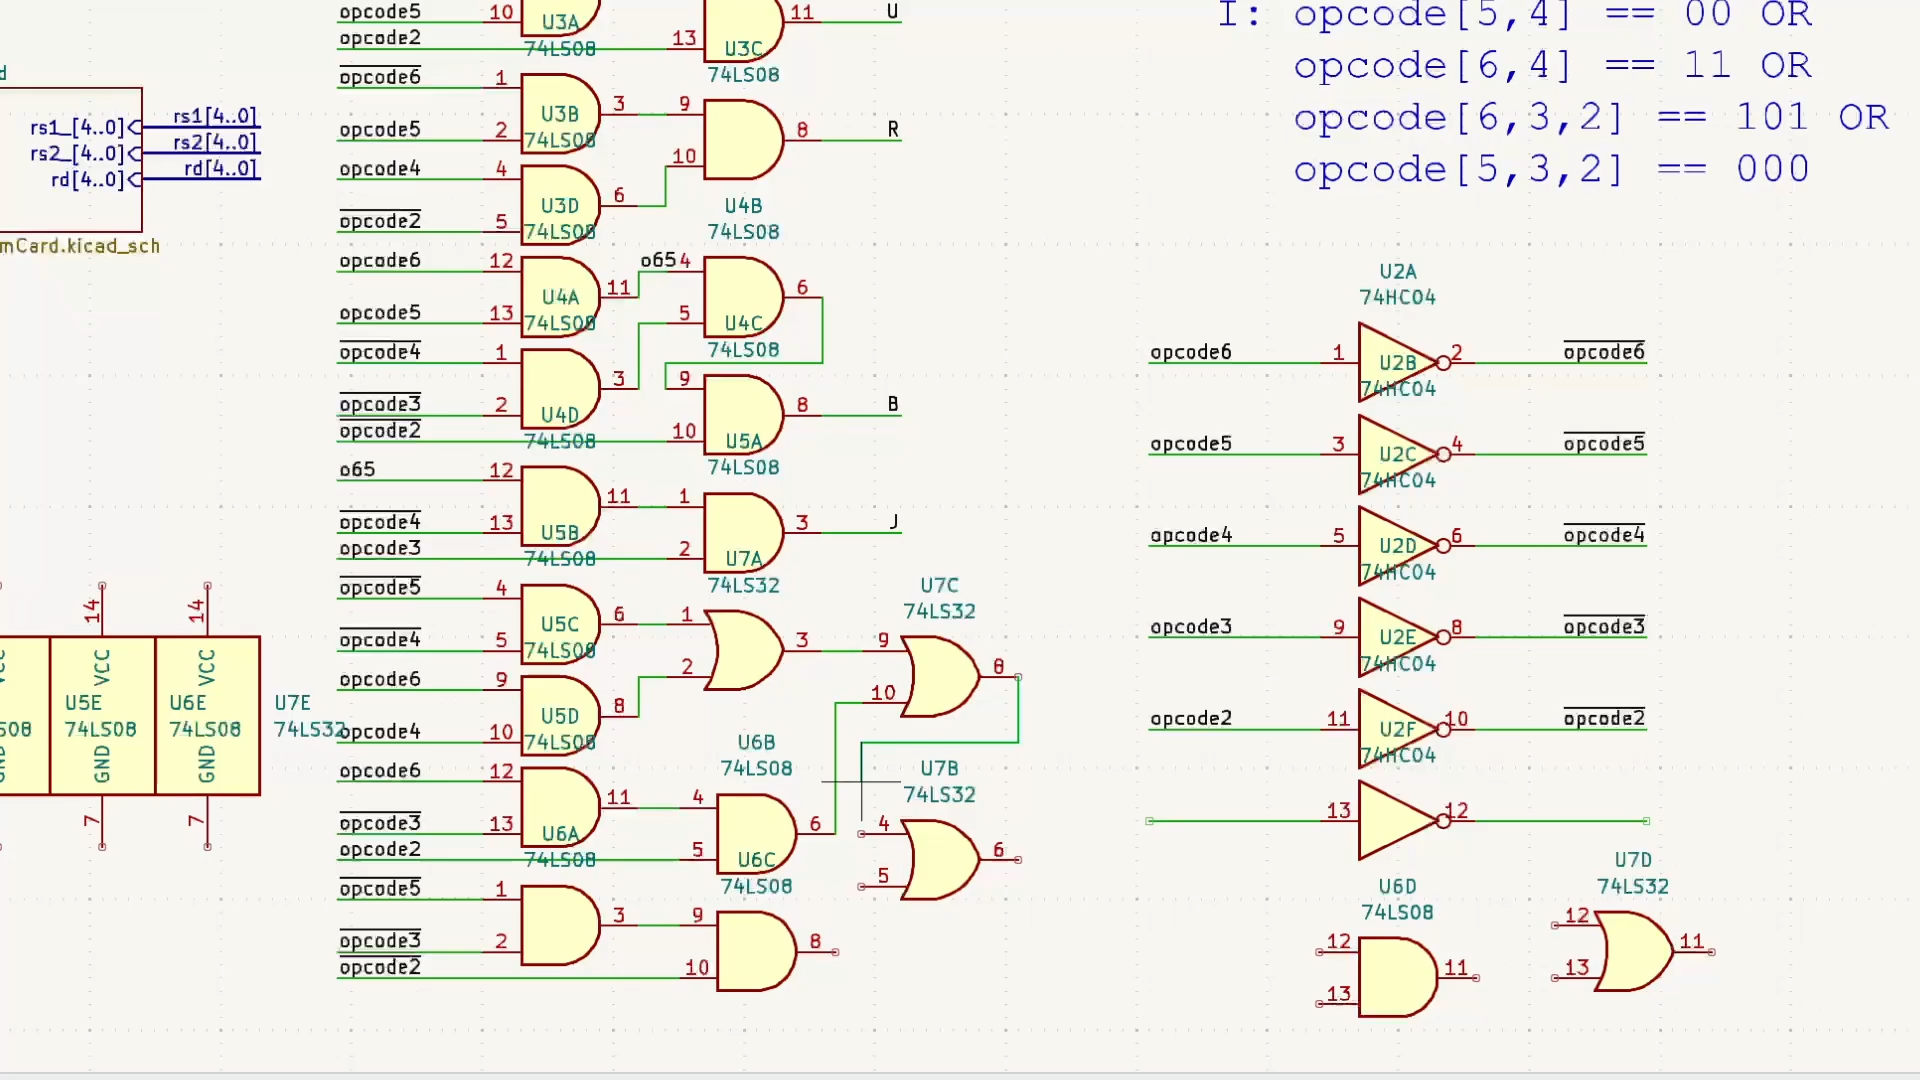 I: opcode[5,4] == 00 OR
opcode[6,4] == 11 OR
opcode[6,3,2] == 101 OR
opcode[5,3,2] == 000
d
rs1_[4..0] rs1[4..0]
rs2_[4..0] rs2[4..0]
rd[4..0] rd[4..0]
mCard.kicad_sch
opcode5 10 U3A 11 U
opcode2 74LS08 13 U3C
74LS08
opcode6 1
U3B 3 9
opcode5 2 74LS08 8 R
10
opcode4 4
U3D 6
opcode2 5 74LS08
U4B
74LS08
opcode6 12 o65 4
U4A 11 6
opcode5 13 74LS08 5 U4C
74LS08
opcode4 1
3 9
opcode3 2 U4D 8 B
opcode2 74LS08 10 U5A
74LS08
o65 12
11 1
opcode4 13 U5B 3 J
opcode3 74LS08 2 U7A
74LS32
opcode5 4
U5C 6 1
opcode4 5 74LS08 3 9
2
U7C
74LS32
8
10
opcode6 9
U5D 8
opcode4 10 74LS08
U6B
74LS08
opcode6 12
11 4
opcode3 13 U6A 6
opcode2 74LS08 5 U6C
74LS08
U7B
74LS32
4
6
5
opcode5 1
3 9
opcode3 2 8
opcode2 10
14 14
VCC VCC
U5E U6E U7E
74LS08 74LS08 74LS32
GND GND
7 7
U2A
74HC04
opcode6 1 U2B 2 opcode6
74HC04
opcode5 3 U2C 4 opcode5
74HC04
opcode4 5 U2D 6 opcode4
74HC04
opcode3 9 U2E 8 opcode3
74HC04
opcode2 11 U2F 10 opcode2
74HC04
13 12
U6D
74LS08
12
11
13
U7D
74LS32
12
11
13